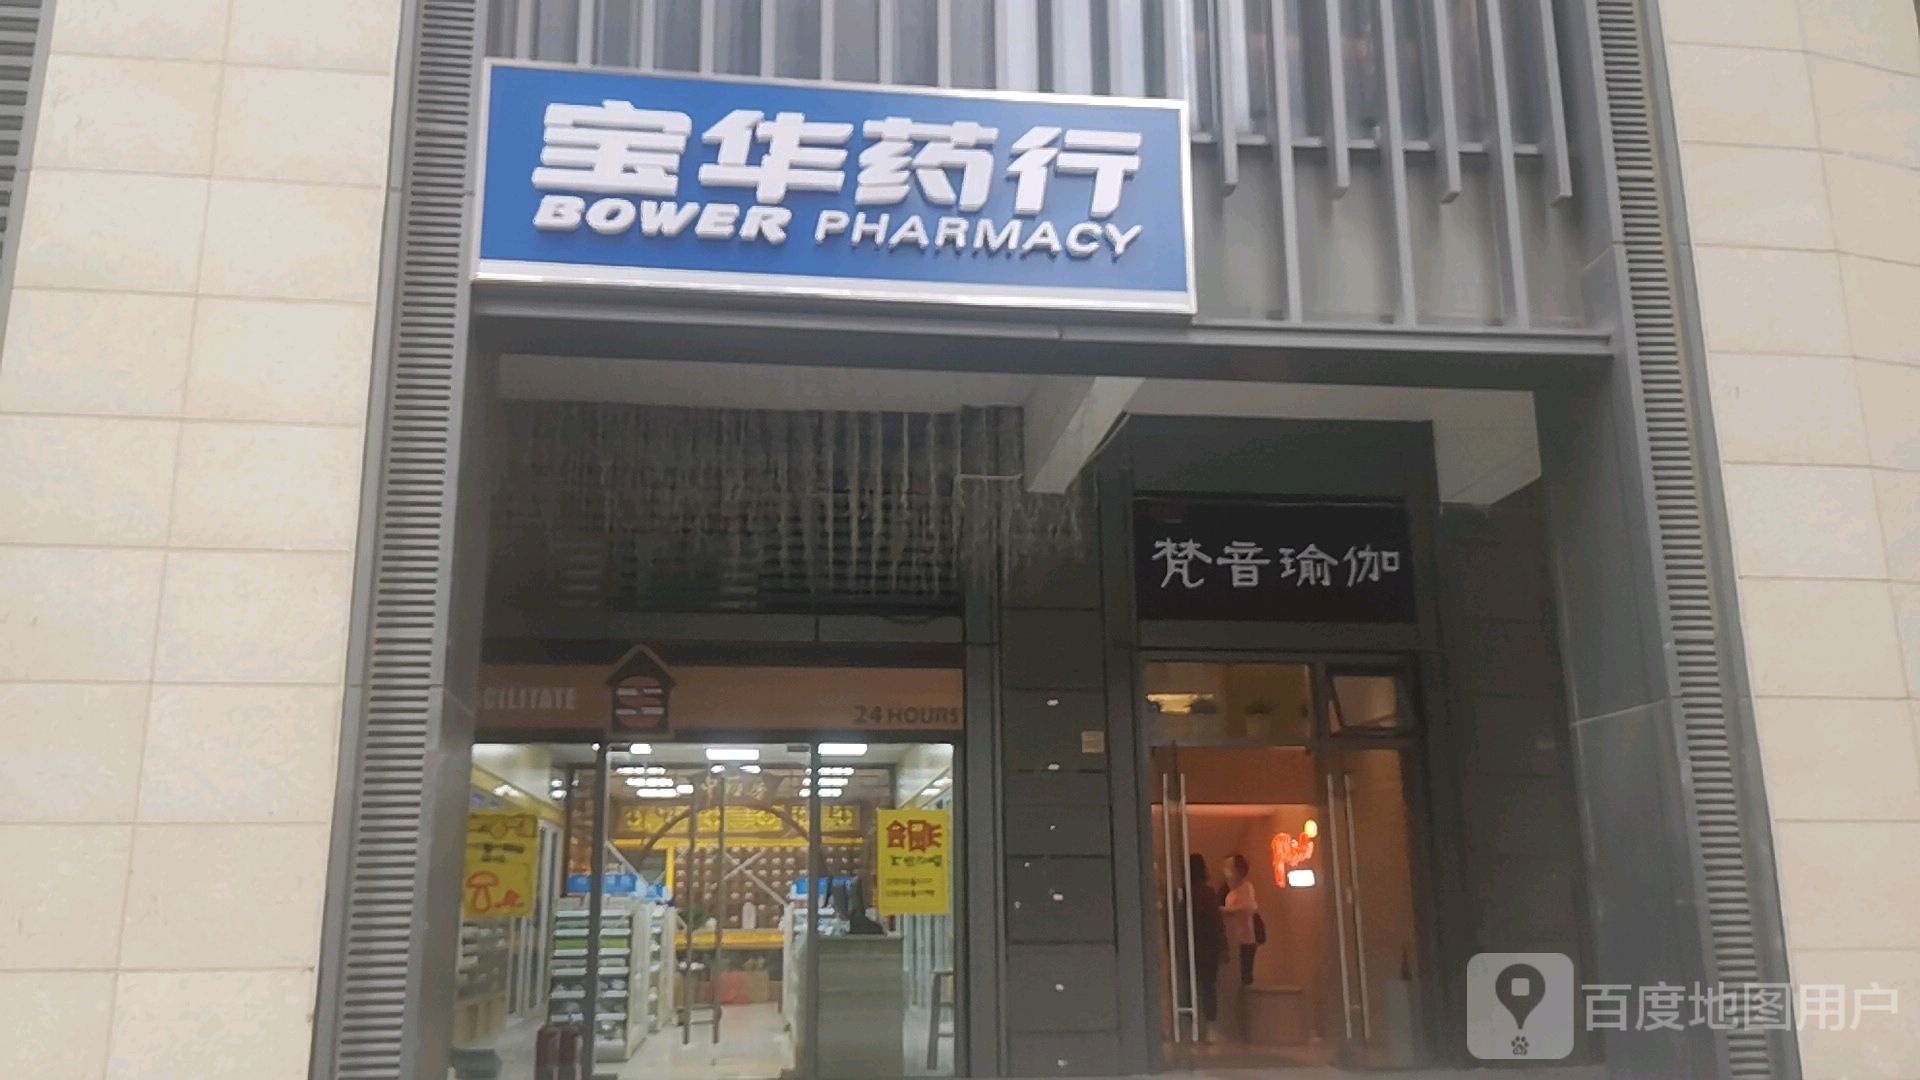 宝华药行
BOWER PHARMACY
梵音瑜伽
CILITATE
24 HOURS
百度地图用户